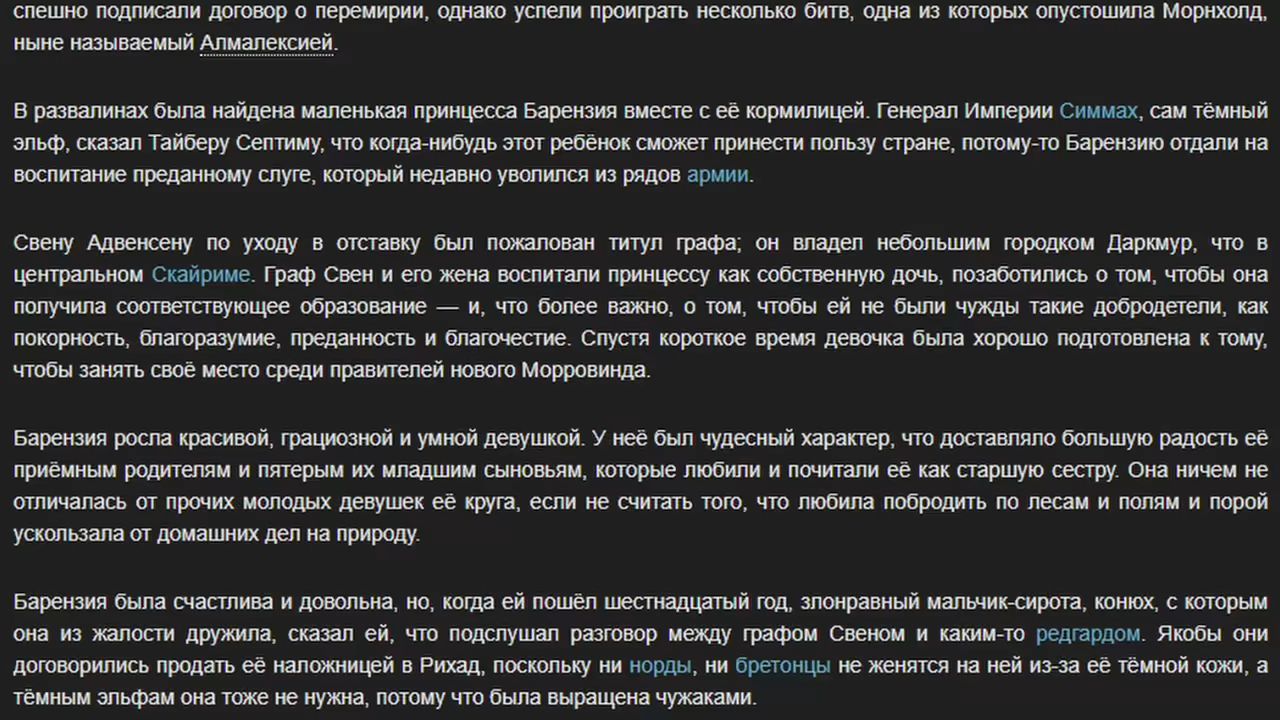 спешно подписали договор о перемирии, однако успели проиграть несколько битв, одна из которых опустошила Морнхолд,
ныне называемый Алмалексией.
В развалинах была найдена маленькая принцесса Барензия вместе с её кормилицей. Генерал Империи Симмах, сам тёмный
эльф, сказал Тайберу Септиму, что когда-нибудь этот ребёнок сможет принести пользу стране, потому-то Барензию отдали на
воспитание преданному слуге, который недавно уволился из рядов армии.
Свену Адвенсену по уходу в отставку был пожалован титул графа; он владел небольшим городком Даркмур, что в
центральном Скайриме. Граф Свен и его жена воспитали принцессу как собственную дочь, позаботились о том, чтобы она
получила соответствующее образование — и, что более важно, о том, чтобы ей не были чужды такие добродетели, как
покорность, благоразумие, преданность и благочестие. Спустя короткое время девочка была хорошо подготовлена к тому,
чтобы занять своё место среди правителей нового Морровинда.
Барензия росла красивой, грациозной и умной девушкой. У неё был чудесный характер, что доставляло большую радость её
приёмным родителям и пятерым их младшим сыновьям, которые любили и почитали её как старшую сестру. Она ничем не
отличалась от прочих молодых девушек её круга, если не считать того, что любила побродить по лесам и полям и порой
ускользала от домашних дел на природу.
Барензия была счастлива и довольна, но, когда ей пошёл шестнадцатый год, злонравный мальчик-сирота, конюх, с которым
она из жалости дружила, сказал ей, что подслушал разговор между графом Свеном и каким-то редгардом. Якобы они
договорились продать её наложницей в Рихад, поскольку ни норды, ни бретонцы не женятся на ней из-за её тёмной кожи, а
тёмным эльфам она тоже не нужна, потому что была выращена чужаками.